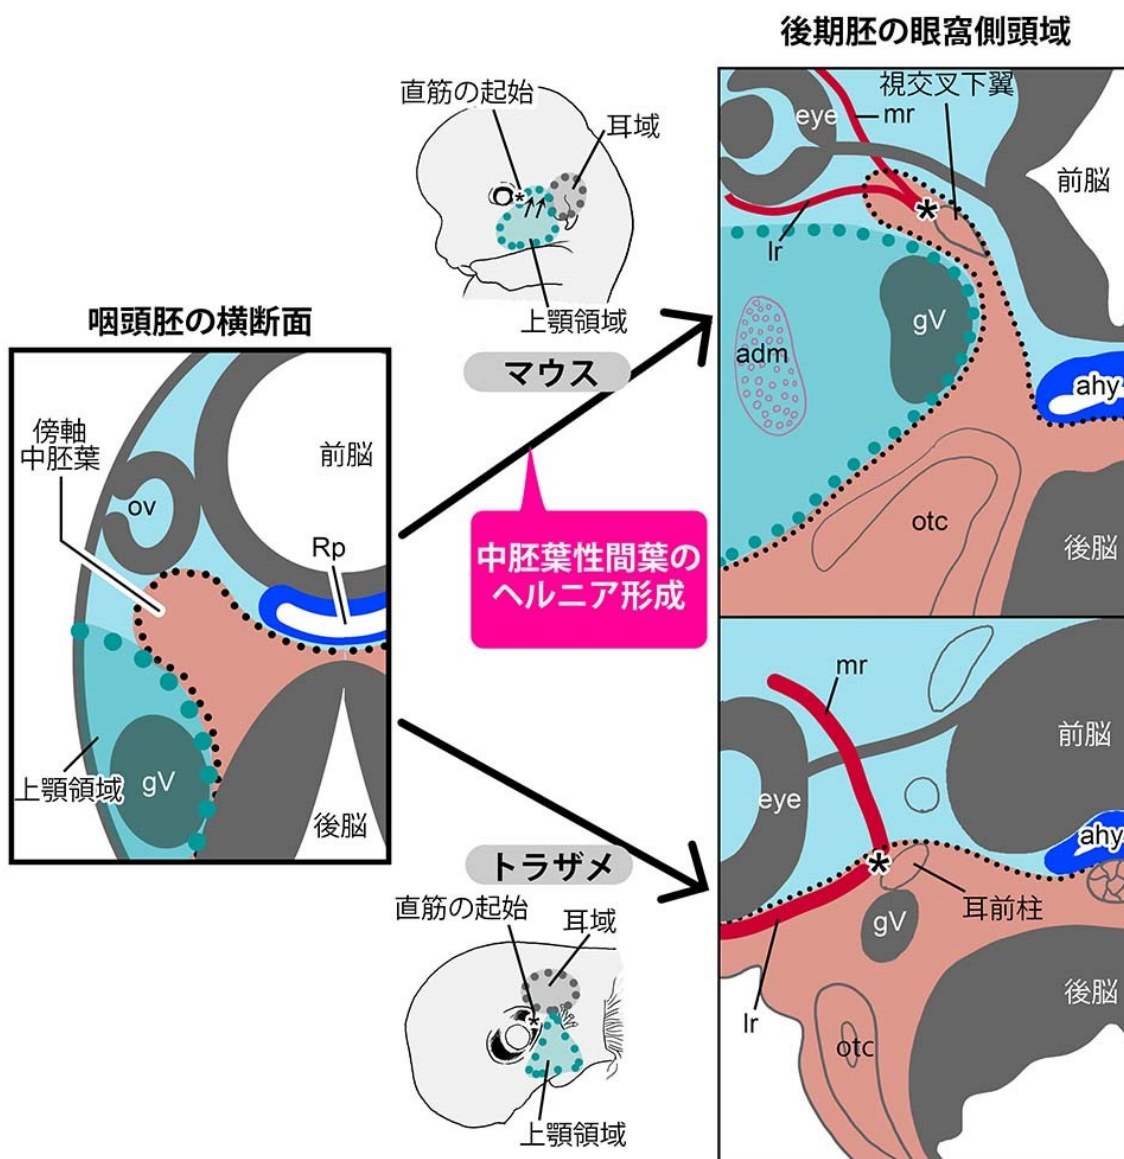 後期胚の眼窩側頭域
直筋の起始
耳域
上顎領域
マウス
視交叉下翼
eye
mr
前脳
*
lr
gV
adm
ahy
otc
後脳
咽頭胚の横断面
傍軸
中胚葉
前脳
ov
Rp
上顎領域
gV
後脳
中胚葉性間葉の
ヘルニア形成
トラザメ
直筋の起始
耳域
*
上顎領域
mr
前脳
eye
ahy
*
耳前柱
gV
後脳
lr
otc